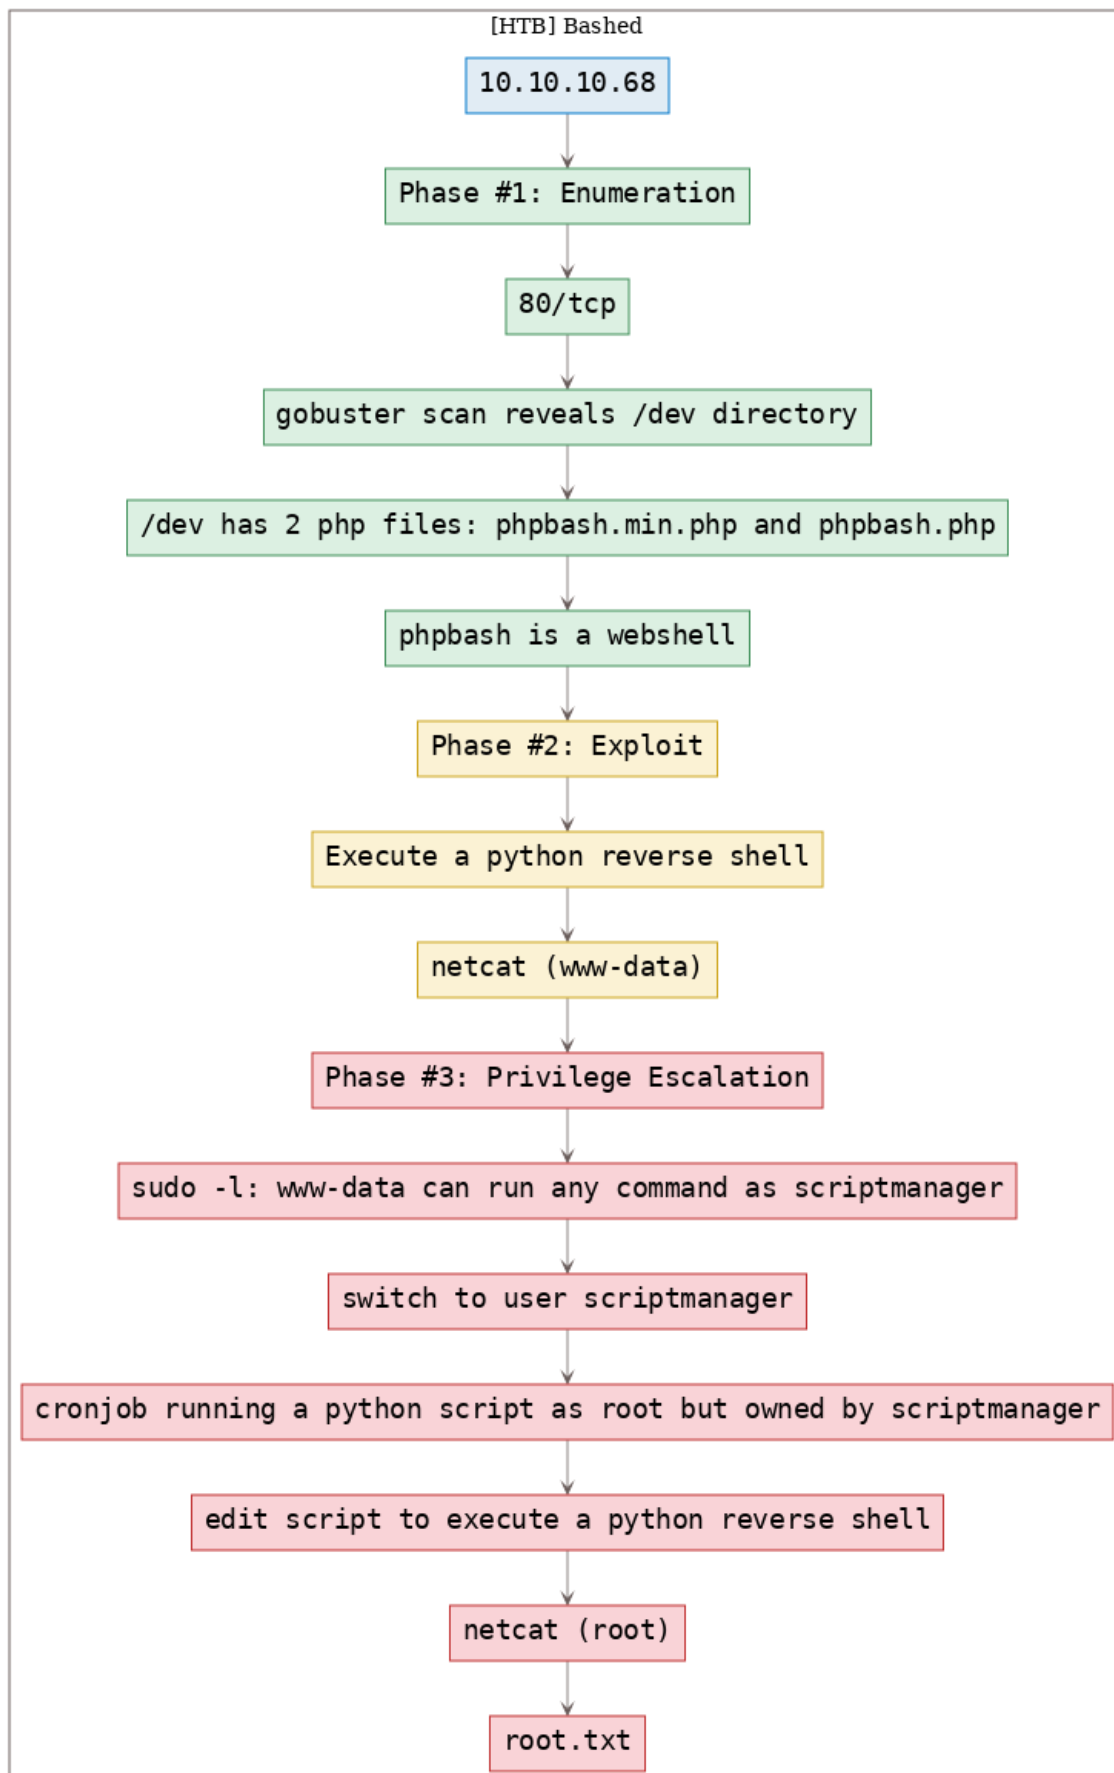 [HTB] Bashed
10.10.10.68
Phase #1: Enumeration
80/tcp
gobuster scan reveals /dev directory
/dev has 2 php files: phpbash.min.php and phpbash.php
phpbash is a webshell
Phase #2: Exploit
Execute a python reverse shell
netcat (www-data)
Phase #3: Privilege Escalation
sudo -l: www-data can run any command as scriptmanager
switch to user scriptmanager
cronjob running a python script as root but owned by scriptmanager
edit script to execute a python reverse shell
netcat (root)
root.txt